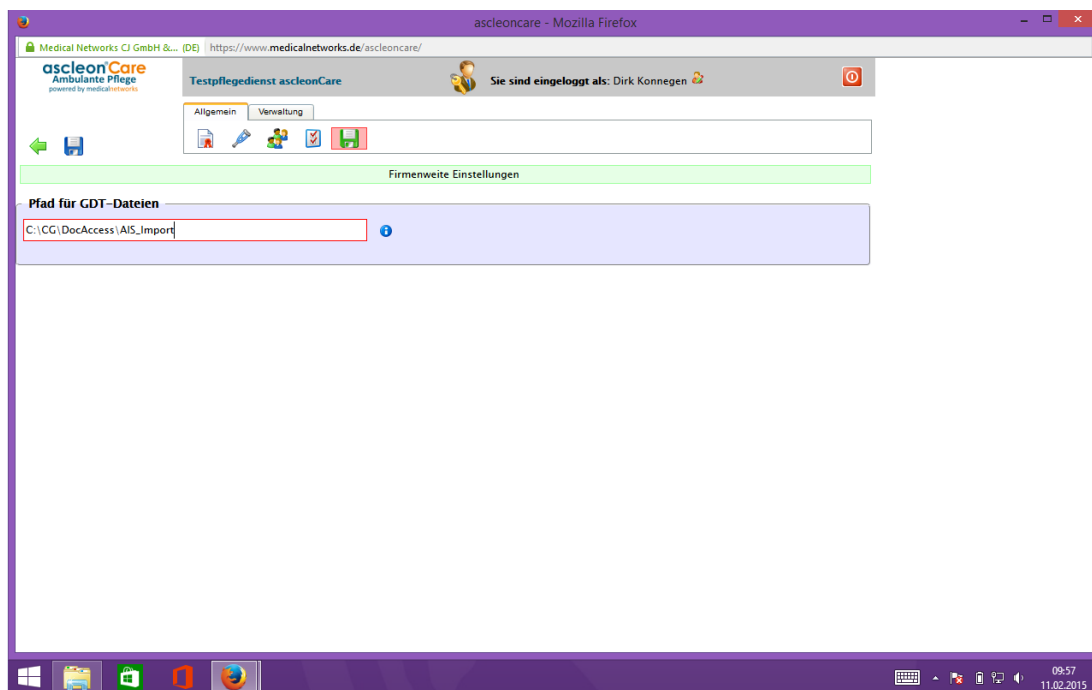 ascleoncare - Mozilla Firefox
Medical Networks CJ GmbH &... (DE) https://www.medicalnetworks.de/ascleoncare/
ascleon Care
Ambulante Pflege
powered by medicalnetworks
Testpflegedienst ascleonCare
Sie sind eingeloggt als: Dirk Konnegen
Allgemein Verwaltung
Firmenweite Einstellungen
Pfad für GDT-Dateien
C:\CG\DocAccess\AIS_Import
09:57
11.02.2015